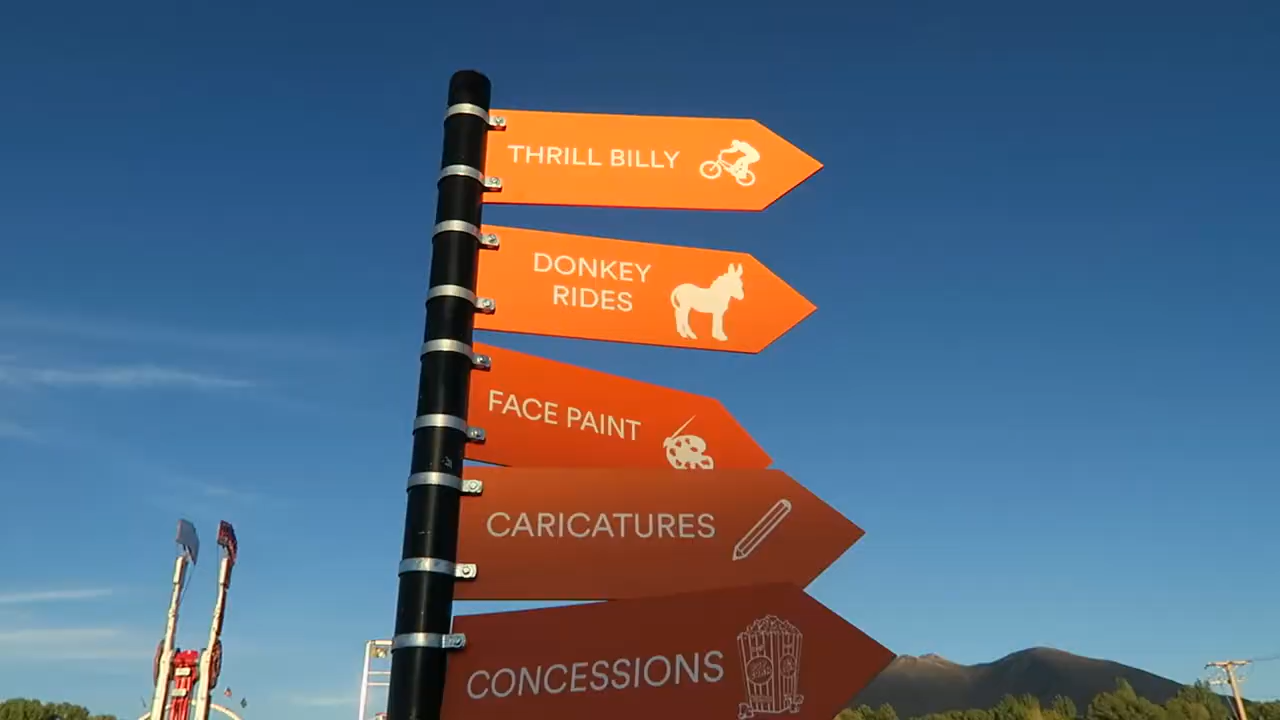 THRILL BILLY
DONKEY
RIDES
FACE PAINT
CARICATURES
CONCESSIONS